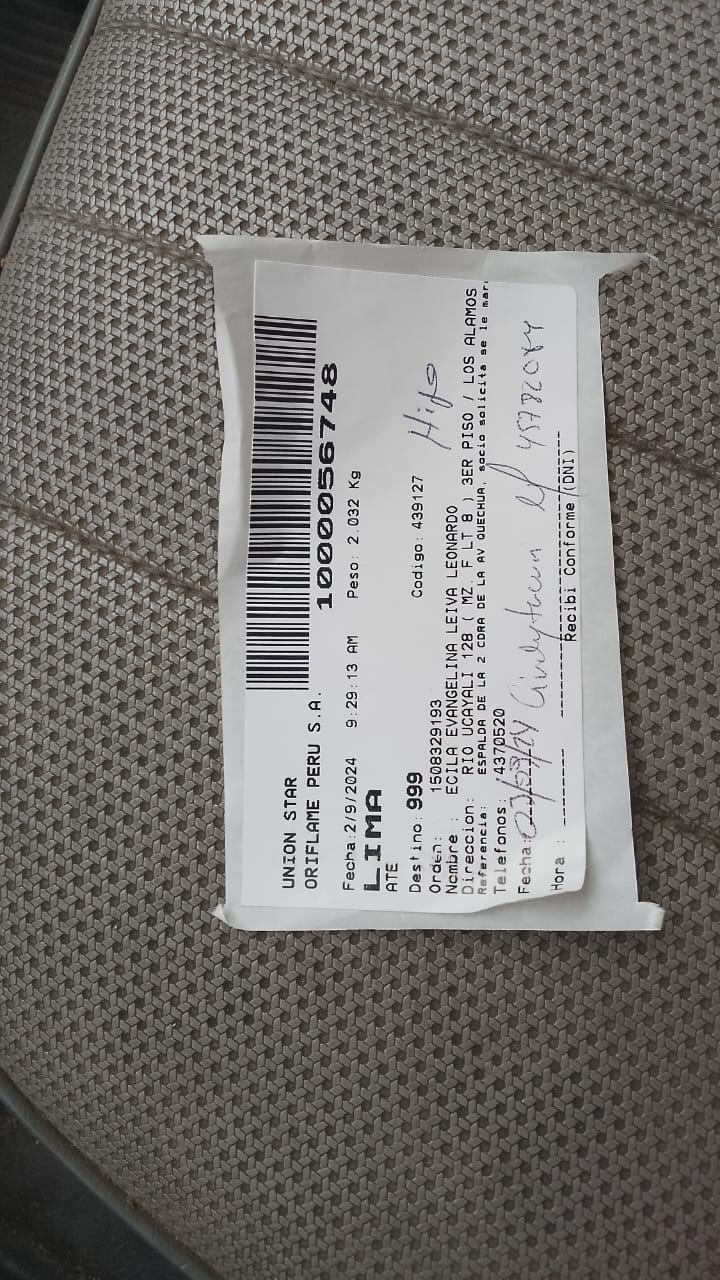 UNION STAR
ORIFLAME PERU S.A.
10000056748
Fecha:2/9/2024 9:29:13 AM Peso: 2.032 Kg
LIMA
ATE
Destino: 999 Codigo: 439127
Orden: 1508329193
Nombre : ECILA EVANGELINA LEIVA LEONARDO
Hijo
Direccion: RIO UCAYALI 128 ( MZ. F LT 8 ) 3ER PISO / LOS ALAMOS
Referencia: ESPALDA DE LA 2 CDRA DE LA AV QUECHUA, socio solicita se le mar
Telefonos: 4370520
Fecha:
Hora :
Recibi Conforme (DNI)